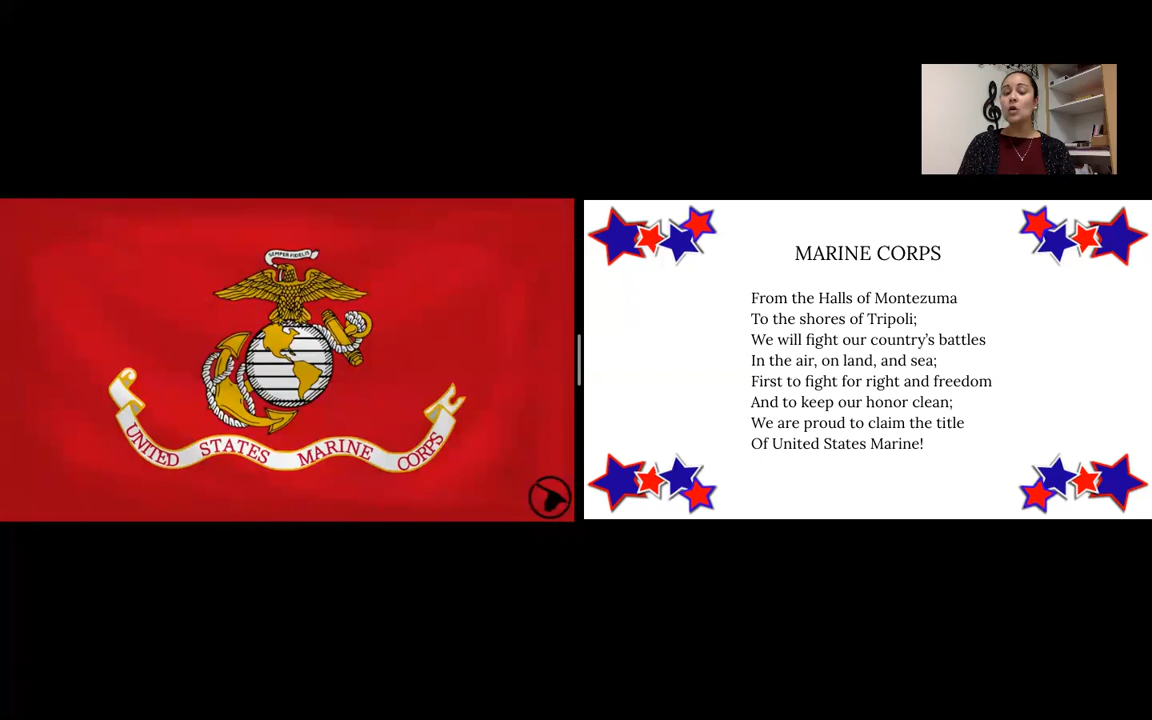 SEMPER FIDELIS
UNITED STATES MARINE CORPS
MARINE CORPS
From the Halls of Montezuma
To the shores of Tripoli;
We will fight our country’s battles
In the air, on land, and sea;
First to fight for right and freedom
And to keep our honor clean;
We are proud to claim the title
Of United States Marine!